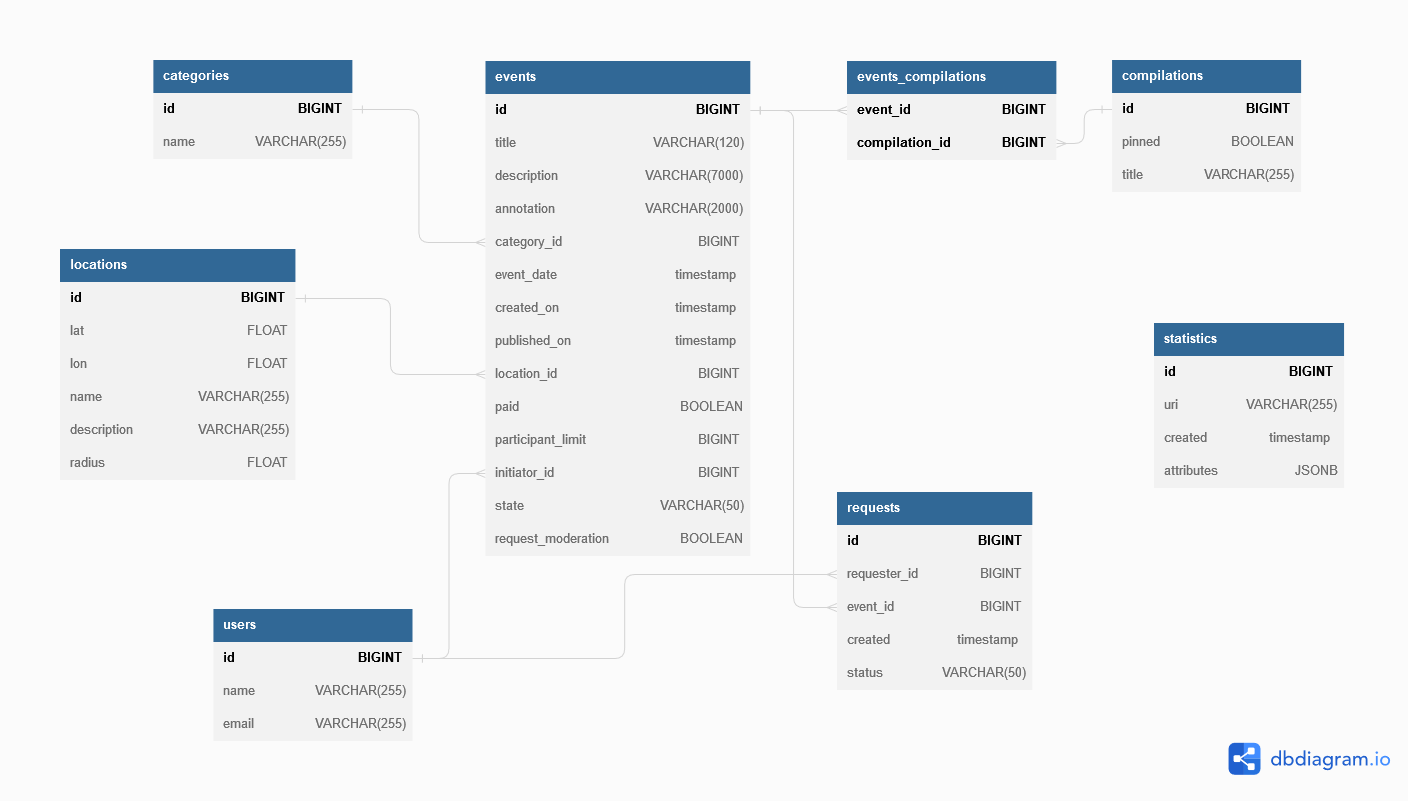 categories
id BIGINT
name VARCHAR(255)
events
id BIGINT
title VARCHAR(120)
description VARCHAR(7000)
annotation VARCHAR(2000)
category_id BIGINT
event_date timestamp
created_on timestamp
published_on timestamp
location_id BIGINT
paid BOOLEAN
participant_limit BIGINT
initiator_id BIGINT
state VARCHAR(50)
request_moderation BOOLEAN
events_compilations
event_id BIGINT
compilation_id BIGINT
compilations
id BIGINT
pinned BOOLEAN
title VARCHAR(255)
locations
id BIGINT
lat FLOAT
lon FLOAT
name VARCHAR(255)
description VARCHAR(255)
radius FLOAT
statistics
id BIGINT
uri VARCHAR(255)
created timestamp
attributes JSONB
requests
id BIGINT
requester_id BIGINT
event_id BIGINT
created timestamp
status VARCHAR(50)
users
id BIGINT
name VARCHAR(255)
email VARCHAR(255)
dbdiagram.io